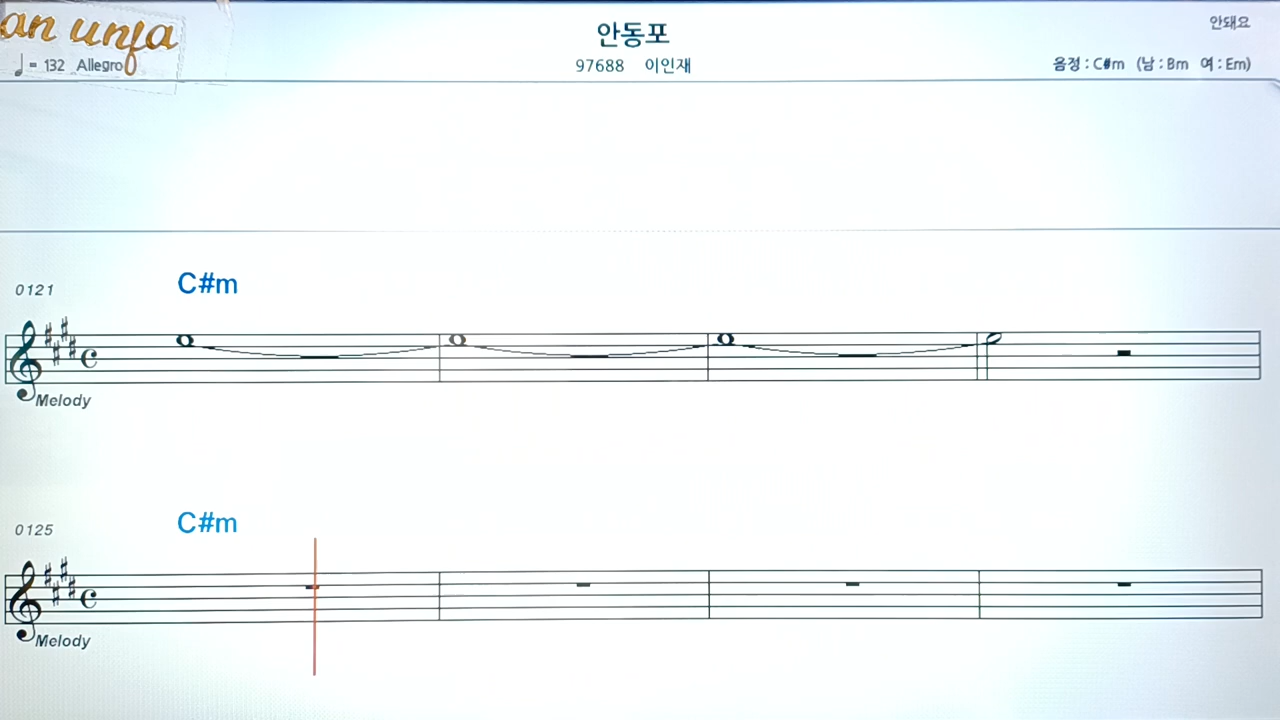 an unfa
안동포
안돼요
♩= 132 Allegro
97688 이인재
음정 : C#m (남 : Bm 여 : Em)
0121
C#m
Melody
0125
C#m
Melody